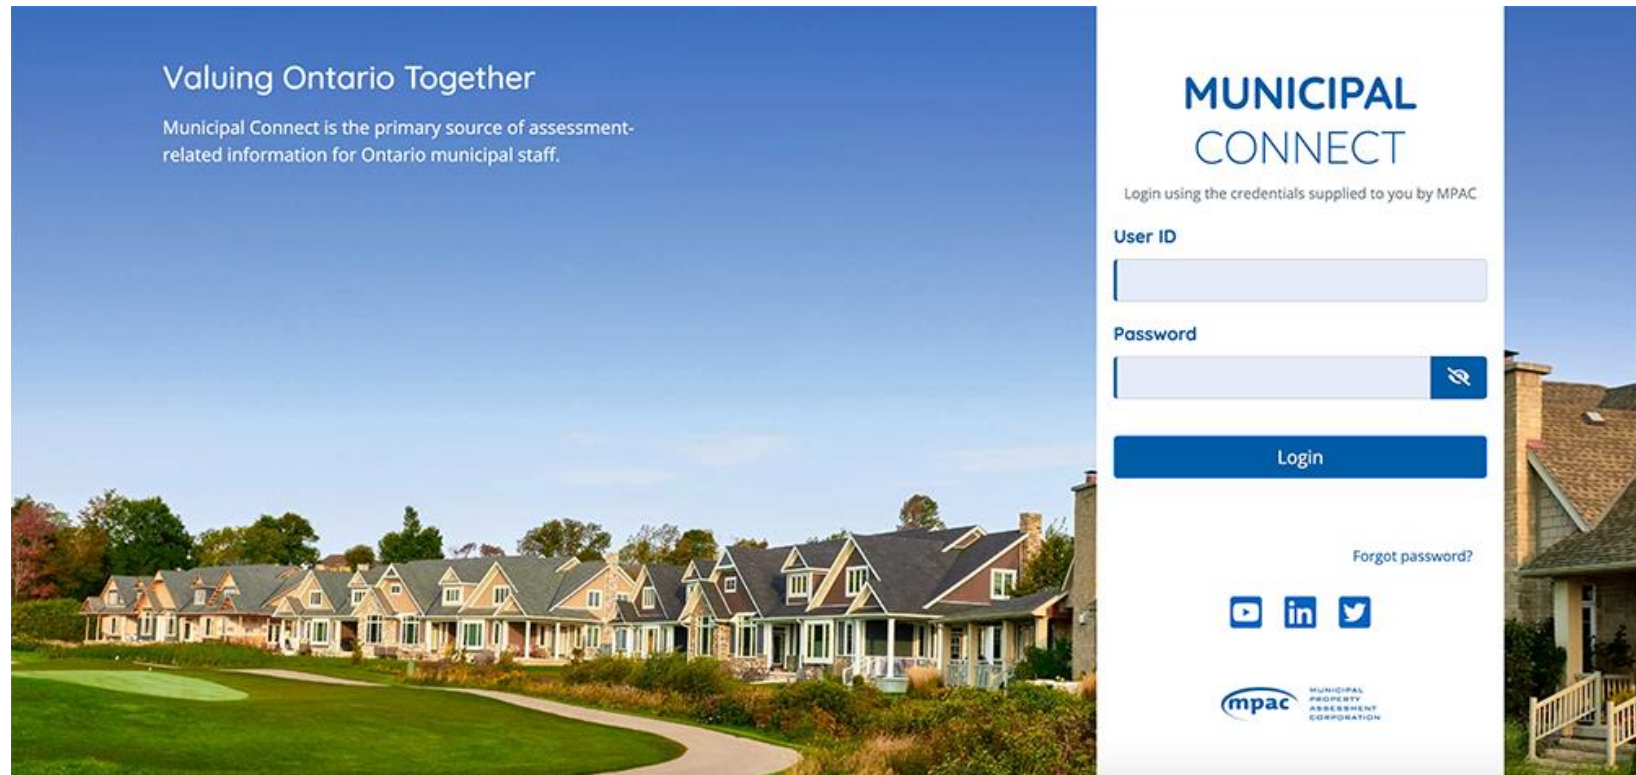 Valuing Ontario Together
Municipal Connect is the primary source of assessment-
related information for Ontario municipal staff.
MUNICIPAL
CONNECT
Login using the credentials supplied to you by MPAC
User ID
Password
Login
Forgot password?
mpac
MUNICIPAL
PROPERTY
ASSESSMENT
CORPORATION